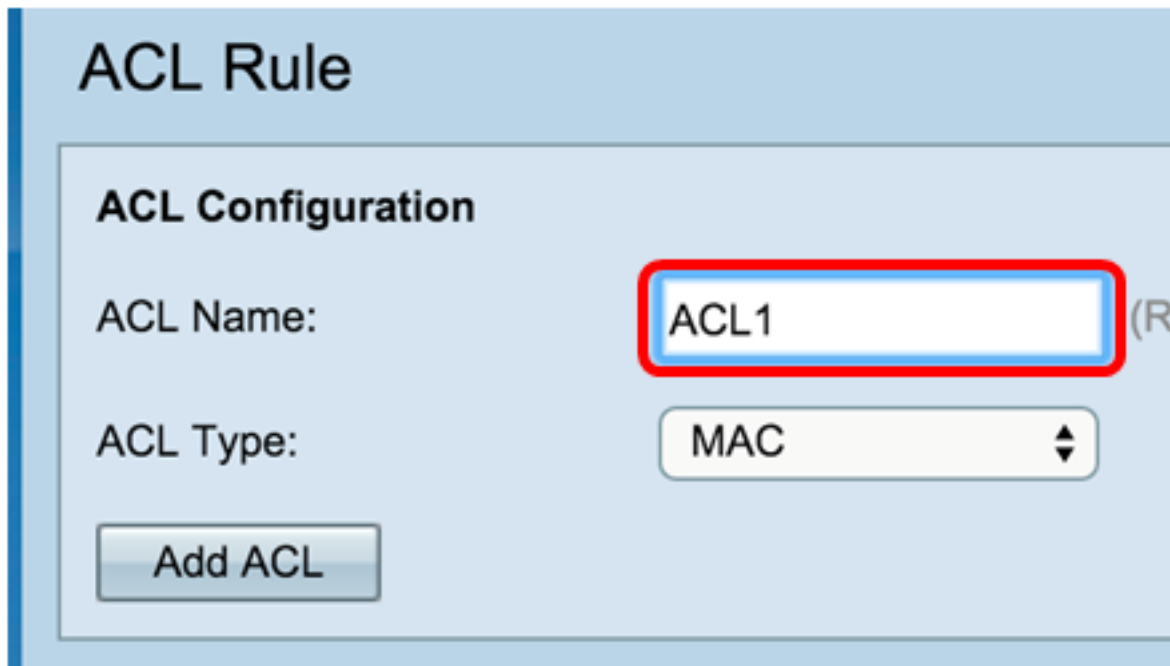 ACL Rule
ACL Configuration
ACL Name: ACL1 (R
ACL Type: MAC
Add ACL